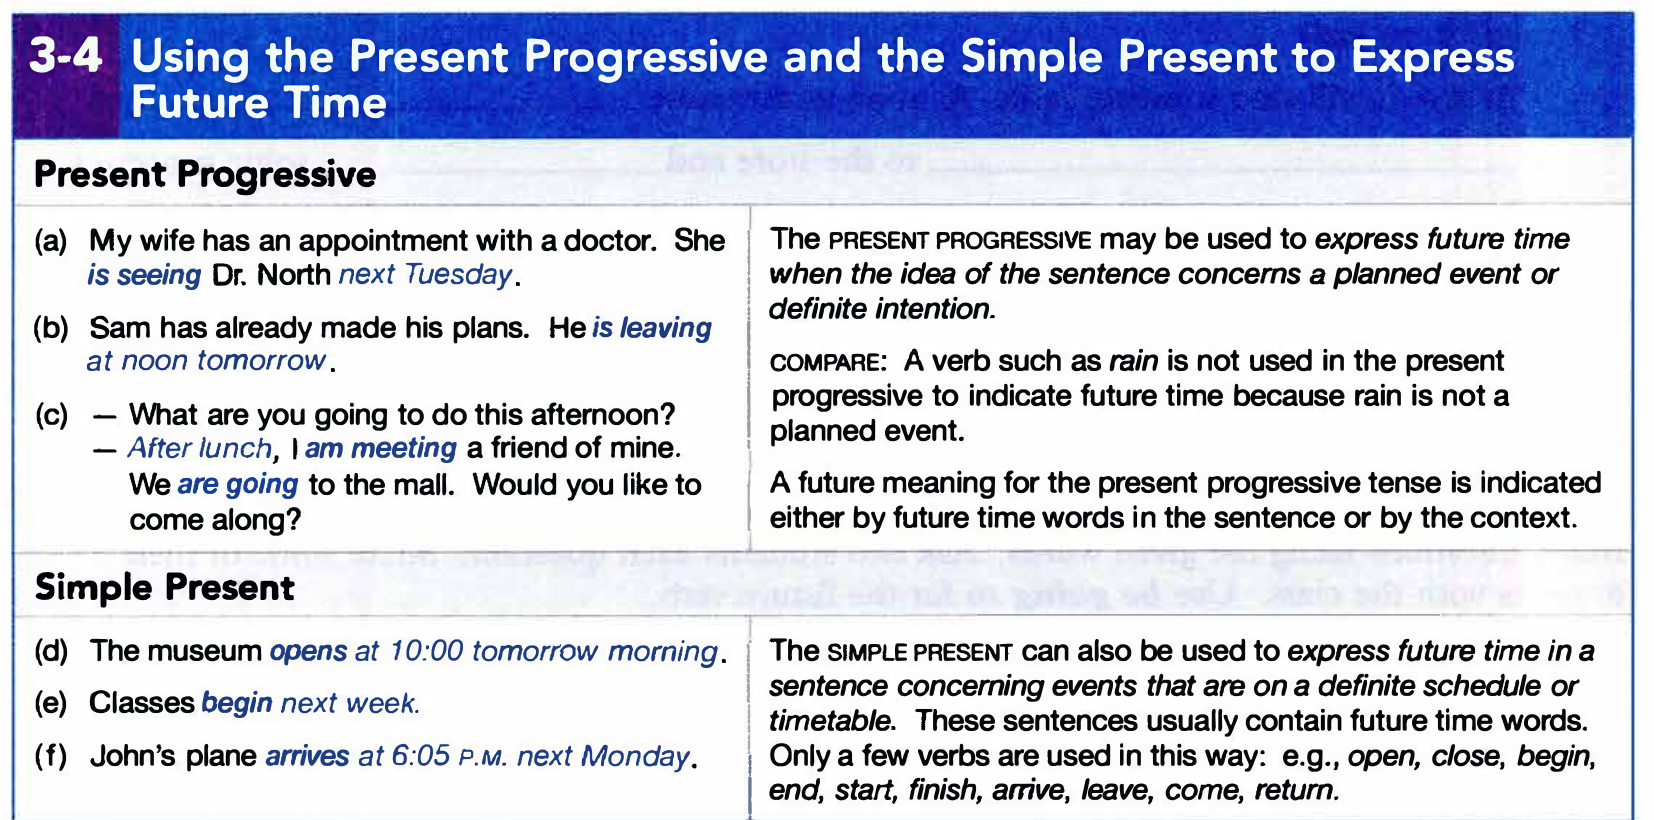 3-4 Using the Present Progressive and the Simple Present to Express
Future Time
Present Progressive
(a) My wife has an appointment with a doctor. She
is seeing Dr. North next Tuesday.
(b) Sam has already made his plans. He is leaving
at noon tomorrow.
(c) — What are you going to do this afternoon?
— After lunch, I am meeting a friend of mine.
We are going to the mall. Would you like to
come along?
The PRESENT PROGRESSIVE may be used to express future time
when the idea of the sentence concerns a planned event or
definite intention.
COMPARE: A verb such as rain is not used in the present
progressive to indicate future time because rain is not a
planned event.
A future meaning for the present progressive tense is indicated
either by future time words in the sentence or by the context.
Simple Present
(d) The museum opens at 10:00 tomorrow morning.
(e) Classes begin next week.
(f) John's plane arrives at 6:05 P.M. next Monday.
The SIMPLE PRESENT can also be used to express future time in a
sentence concerning events that are on a definite schedule or
timetable. These sentences usually contain future time words.
Only a few verbs are used in this way: e.g., open, close, begin,
end, start, finish, arrive, leave, come, return.